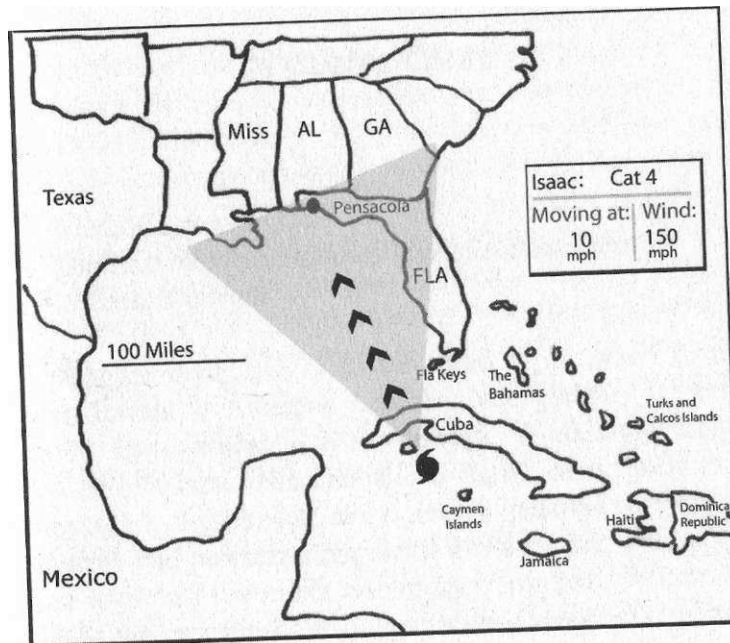 Miss
AL
GA
Texas
Pensacola
Isaac: Cat 4
Moving at: Wind:
10 150
mph mph
FLA
100 Miles
Fla Keys
The
Bahamas
Turks and
Calcos Islands
Cuba
Caymen
Islands
Haiti
Dominica
Republic
Jamaica
Mexico